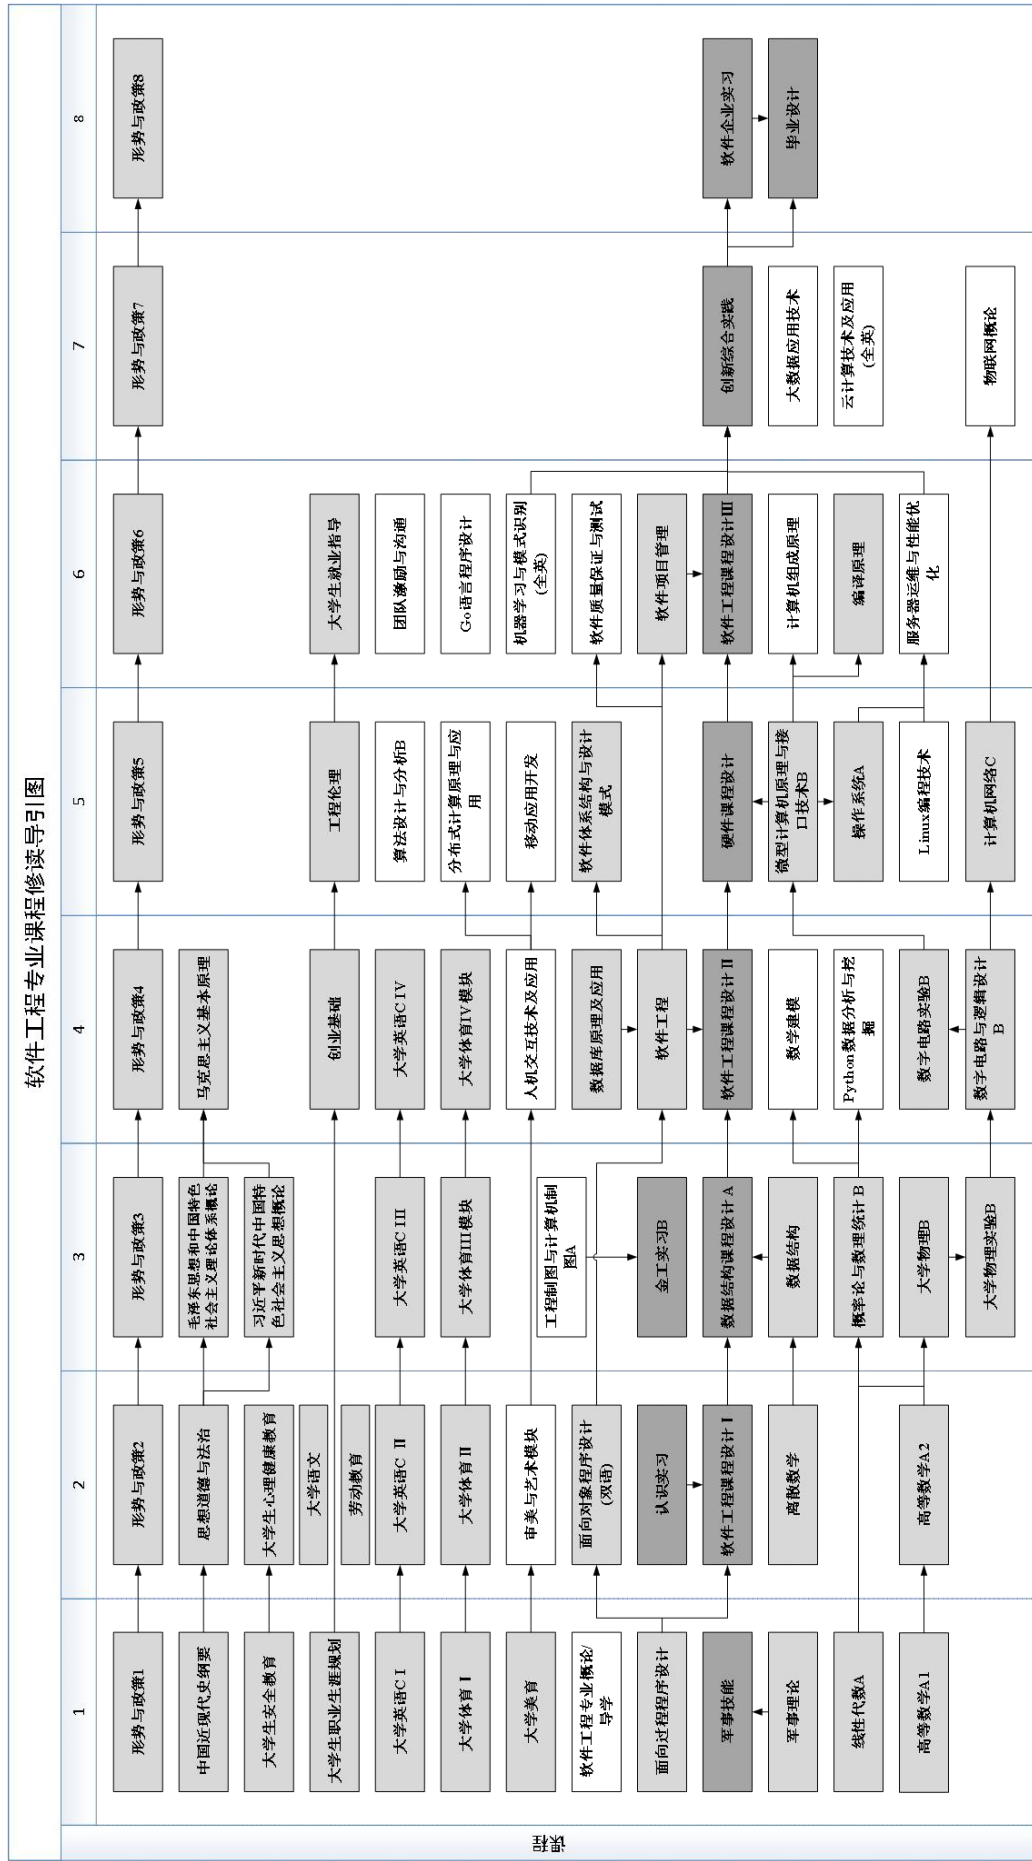 软件工程专业课程修读导引图
课程
1
2
3
4
5
6
7
8
形势与政策1
形势与政策2
形势与政策3
形势与政策4
形势与政策5
形势与政策6
形势与政策7
形势与政策8
中国近现代史纲要
思想道德与法治
毛泽东思想和中国特色
社会主义理论体系概论
马克思主义基本原理
大学生安全教育
大学生心理健康教育
习近平新时代中国特
色社会主义思想概论
大学语文
大学生职业生涯规划
劳动教育
创业基础
工程伦理
大学生就业指导
大学英语C I
大学英语C II
大学英语C III
大学英语C IV
算法设计与分析B
团队激励与沟通
大学体育 I
大学体育 II
大学体育III模块
大学体育IV模块
分布式计算原理与应
用
Go语言程序设计
大学美育
审美与艺术模块
工程制图与计算机制
图A
人机交互技术及应用
移动应用开发
机器学习与模式识别
(全英)
软件工程专业概论/
导学
面向对象程序设计
(双语)
数据库原理及应用
软件体系结构与设计
模式
软件质量保证与测试
面向过程程序设计
认识实习
金工实习B
软件工程
软件项目管理
军事技能
软件工程课程设计 I
数据结构课程设计 A
软件工程课程设计 II
硬件课程设计
软件工程课程设计III
创新综合实践
软件企业实习
军事理论
离散数学
数据结构
数学建模
微型计算机原理与接
口技术B
计算机组成原理
大数据应用技术
毕业设计
线性代数A
概率论与数理统计 B
Python数据分析与挖
掘
操作系统A
编译原理
云计算技术及应用
(全英)
高等数学A1
高等数学A2
大学物理B
数字电路实验B
Linux编程技术
服务器运维与性能优
化
大学物理实验B
数字电路与逻辑设计
B
计算机网络C
物联网概论